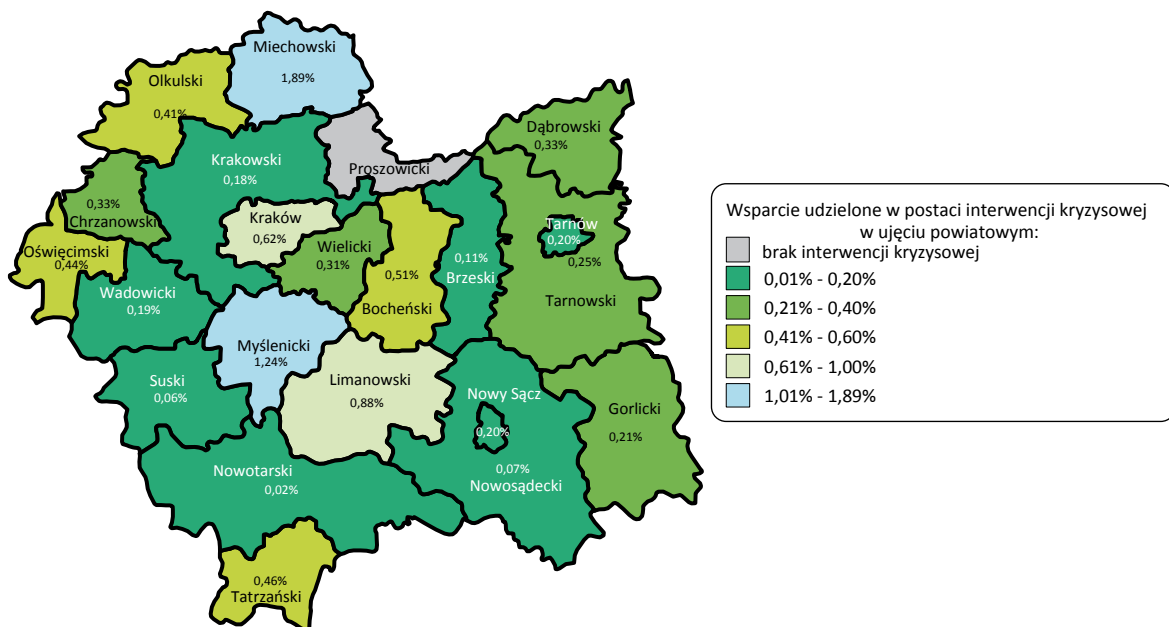 Miechowski
1,89%
Olkulski
0,41%
Dąbrowski
0,33%
Krakowski
0,18%
Proszowicki
0,33%
Chrzanowski
Kraków
0,62%
Tarnów
0,20%
Oświęcimski
0,44%
Wielicki
0,31%
0,51%
Bocheński
0,11%
Brzeski
0,25%
Tarnowski
Wadowicki
0,19%
Myślenicki
1,24%
Limanowski
0,88%
Suski
0,06%
Nowy Sącz
0,20%
Gorlicki
0,21%
Nowotarski
0,02%
0,07%
Nowosądecki
0,46%
Tatrzański
Wsparcie udzielone w postaci interwencji kryzysowej
w ujęciu powiatowym:
brak interwencji kryzysowej
0,01% - 0,20%
0,21% - 0,40%
0,41% - 0,60%
0,61% - 1,00%
1,01% - 1,89%